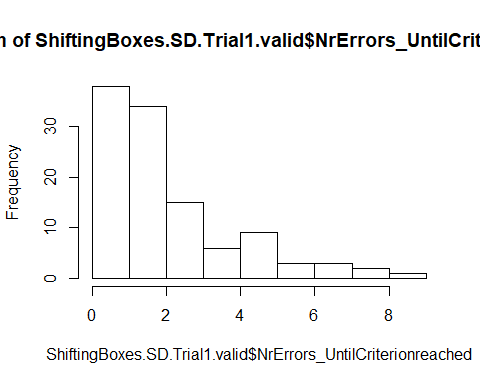 m of ShiftingBoxes.SD.Trial1.valid$NrErrors_UntilCrit
Frequency
30
20
10
0
0 2 4 6 8
ShiftingBoxes.SD.Trial1.valid$NrErrors_UntilCriterionreached